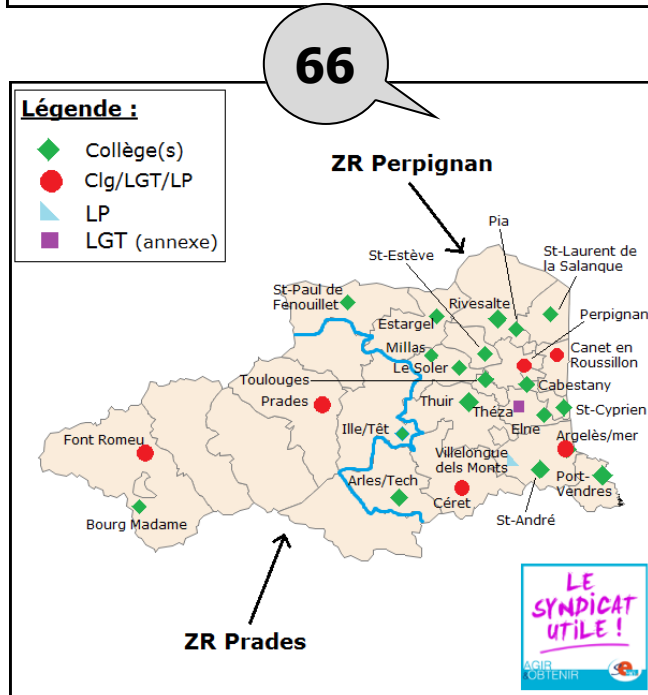 66
Légende :
Collège(s)
Clg/LGT/LP
LP
LGT (annexe)
ZR Perpignan
Pia
St-Estève
St-Laurent de
la Salanque
St-Paul de
Fenouillet
Rivesalte
Estargel
Perpignan
Millas
Canet en
Roussillon
Le Soler
Toulouges
Cabestany
Prades
Thuir
Théza
St-Cyprien
Ille/Têt
Elne
Argelès/mer
Font Romeu
Villelongue
dels Monts
Arles/Tech
Port-
Vendres
Céret
Bourg Madame
St-André
ZR Prades
LE
SYNDICAT
UTiLE !
AGIR
OBTENIR